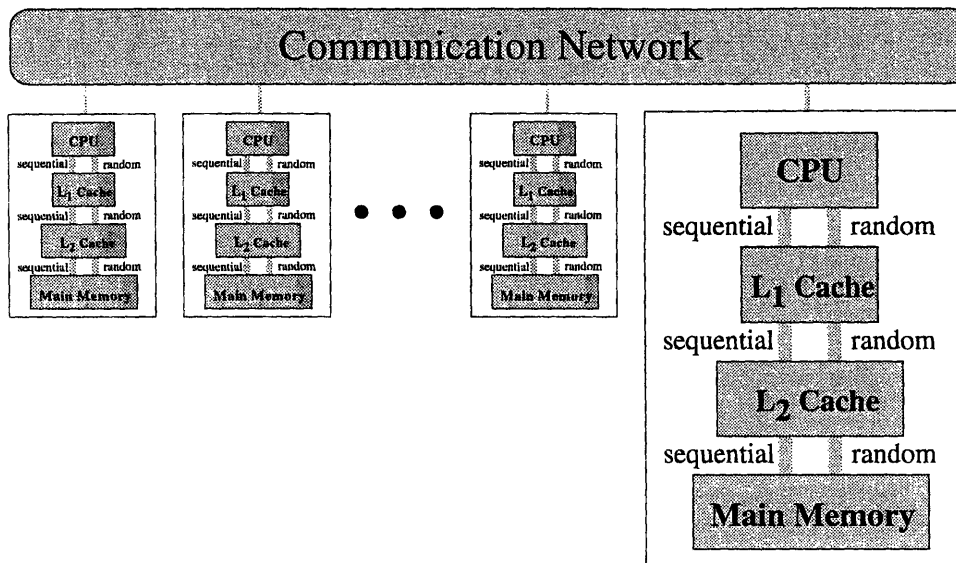 Communication Network
CPU
sequential random
L1 Cache
sequential random
L2 Cache
sequential random
Main Memory
CPU
sequential random
L1 Cache
sequential random
L2 Cache
sequential random
Main Memory
CPU
sequential random
L1 Cache
sequential random
L2 Cache
sequential random
Main Memory
CPU
sequential random
L1 Cache
sequential random
L2 Cache
sequential random
Main Memory